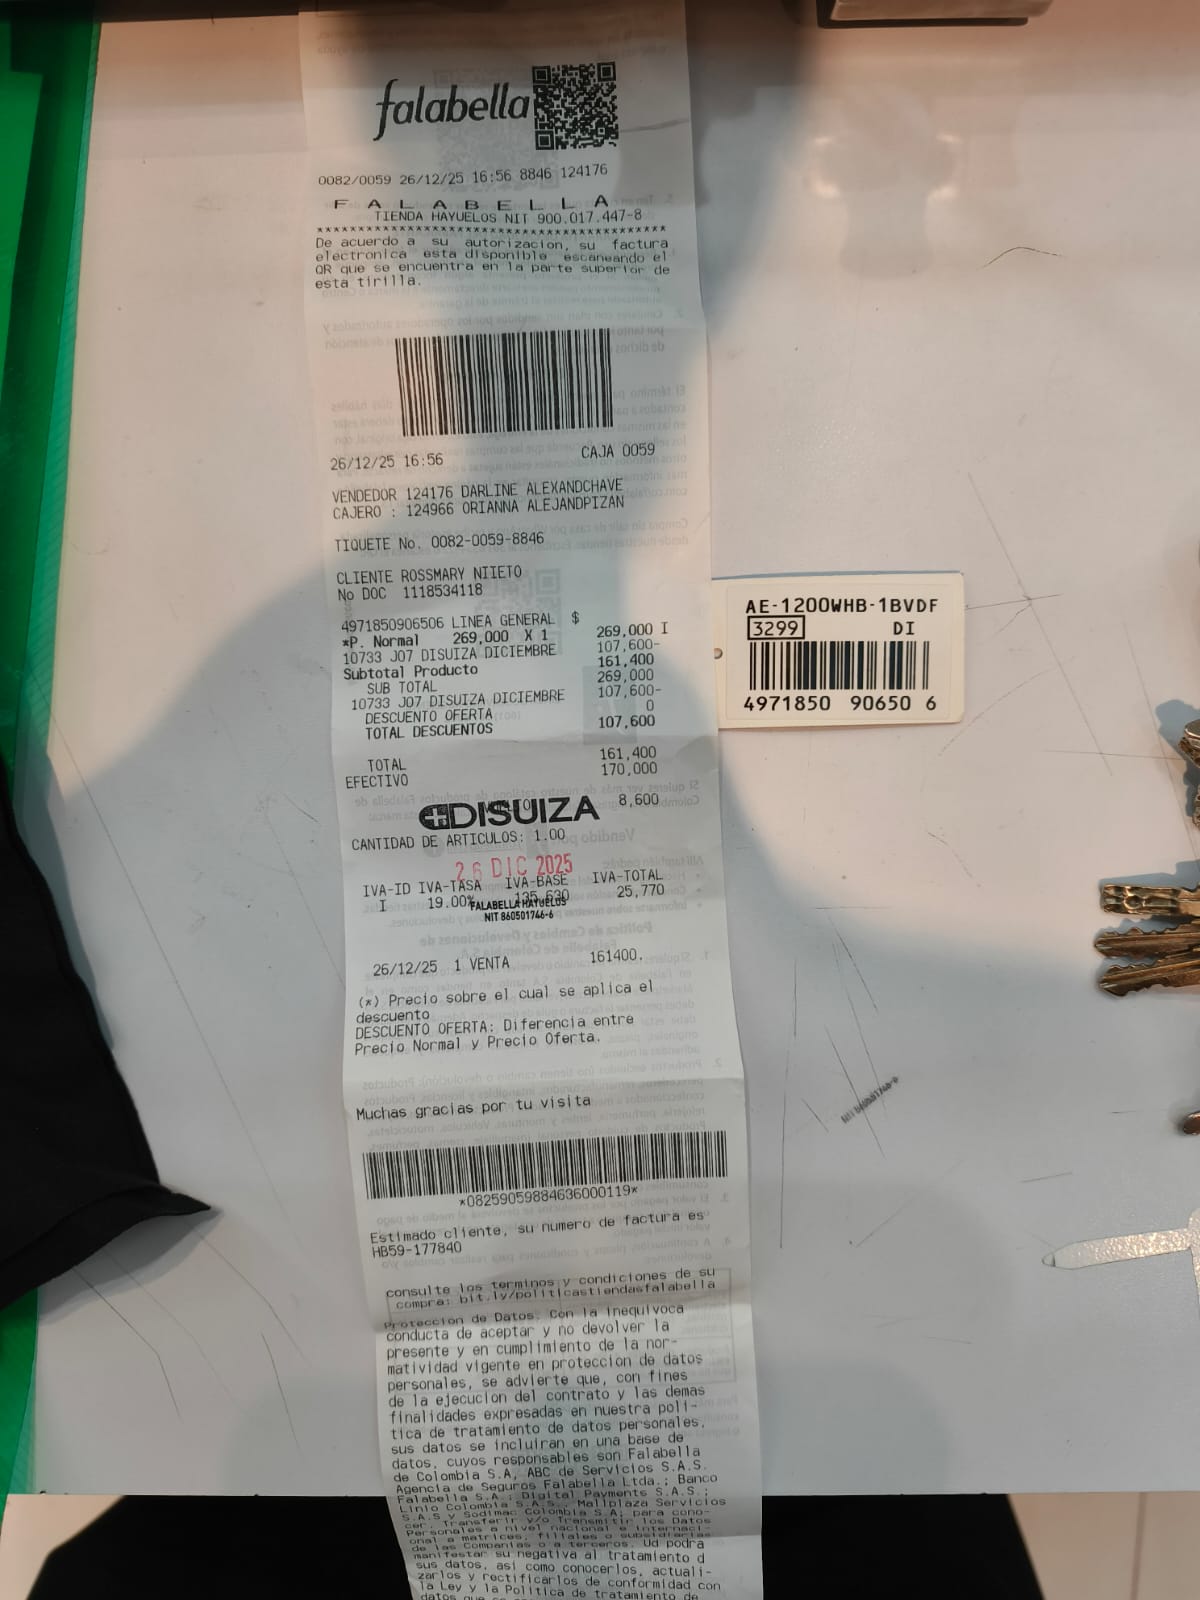 falabella
0082/0059 26/12/25 16:56 8846 124176
F A L A B E L L A
TIENDA HAYUELOS NIT 900.017.447-8
******************************************
De acuerdo a su autorizacion, su factura
electronica esta disponible escaneando el
QR que se encuentra en la parte superior de
esta tirilla.
26/12/25 16:56 CAJA 0059
VENDEDOR 124176 DARLINE ALEXANDCHAVE
CAJERO : 124966 ORIANNA ALEJANDPIZAN
TIQUETE No. 0082-0059-8846
CLIENTE ROSSMARY NIIETO
No DOC 1118534118
4971850906506 LINEA GENERAL $
*P. Normal 269,000 X 1 269,000 I
10733 J07 DISUIZA DICIEMBRE 107,600-
Subtotal Producto 161,400
SUB TOTAL 269,000
10733 J07 DISUIZA DICIEMBRE 107,600-
DESCUENTO OFERTA 0
TOTAL DESCUENTOS 107,600
TOTAL 161,400
EFECTIVO 170,000
8,600
DISUIZA
CANTIDAD DE ARTICULOS: 1.00
26 DIC 2025
IVA-ID IVA-TASA IVA-BASE IVA-TOTAL
I 19.00% 135,630 25,770
FALABELLA HAYUELOS
NIT 860501746-6
26/12/25 1 VENTA 161400.
(*) Precio sobre el cual se aplica el
descuento
DESCUENTO OFERTA: Diferencia entre
Precio Normal y Precio Oferta.
Muchas gracias por tu visita
*08259059884636000119*
Estimado cliente, su numero de factura es
HB59-177840
consulte los terminos y condiciones de su
compra: bit.ly/politicastiendasfalabella
Proteccion de Datos. Con la inequivoca
conducta de aceptar y no devolver la
presente y en cumplimiento de la nor-
matividad vigente en proteccion de datos
personales, se advierte que, con fines
de la ejecucion del contrato y las demas
finalidades expresadas en nuestra poli-
tica de tratamiento de datos personales,
sus datos se incluiran en una base de
datos, cuyos responsables son Falabella
de Colombia S.A, ABC de Servicios S.A.S.
Agencia de Seguros Falabella Ltda.; Banco
Falabella S.A.; Digital Payments S.A.S.;
Linio Colombia S.A.S., Mallplaza Servicios
S.A.S y Sodimac Colombia S.A; para cono-
cer, Transferir y/o Transmitir los Datos
Personales a nivel nacional e internaci-
onal a matrices, filiales o subsidiarias
de las Companias o a terceros. Ud podra
manifestar su negativa al tratamiento d
sus datos, asi como conocerlos, actuali-
zarlos y rectificarlos de conformidad con
la Ley y la Politica de tratamiento de
AE-1200WHB-1BVDF
3299 DI
4971850 90650 6